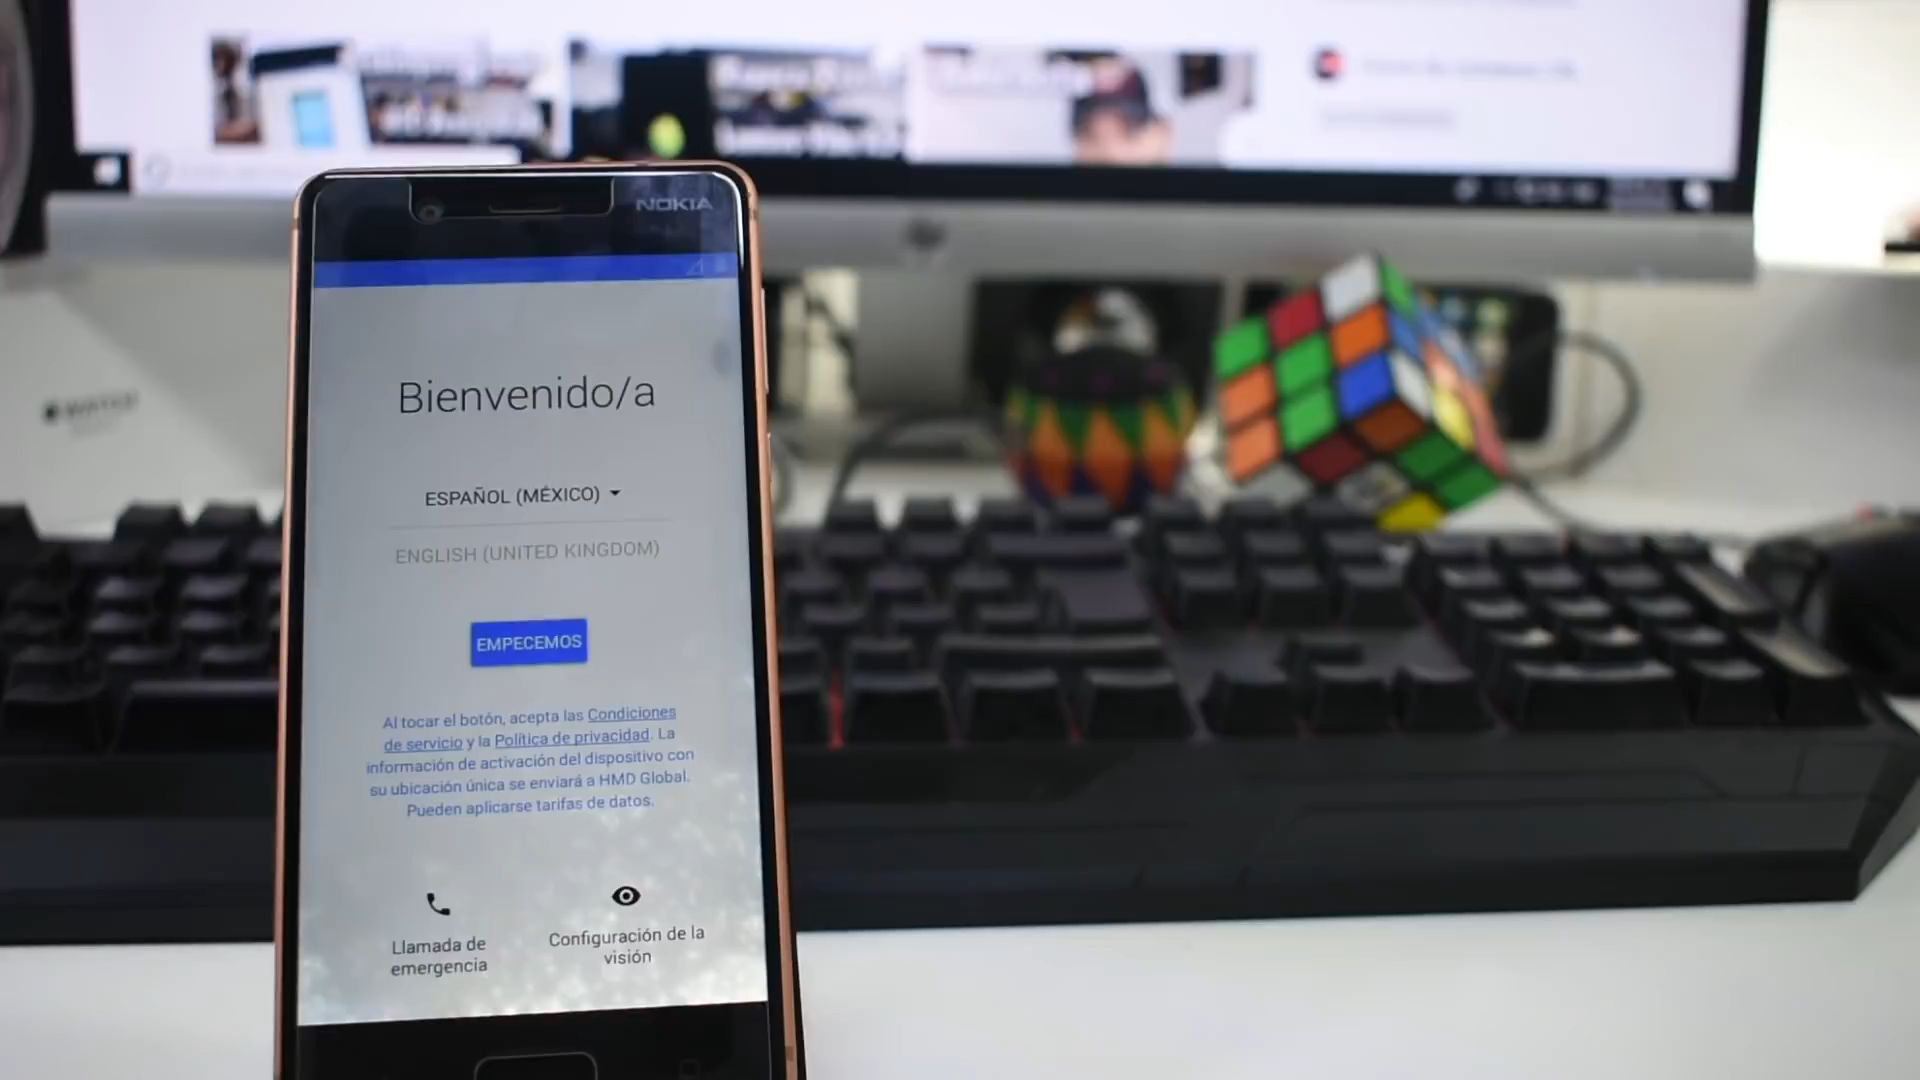 NOKIA
Bienvenido/a
ESPAÑOL (MÉXICO)
ENGLISH (UNITED KINGDOM)
EMPECEMOS
Al tocar el botón, acepta las Condiciones
de servicio y la Política de privacidad. La
información de activación del dispositivo con
su ubicación única se enviará a HMD Global.
Pueden aplicarse tarifas de datos.
Llamada de
emergencia
Configuración de la
visión
WATCH